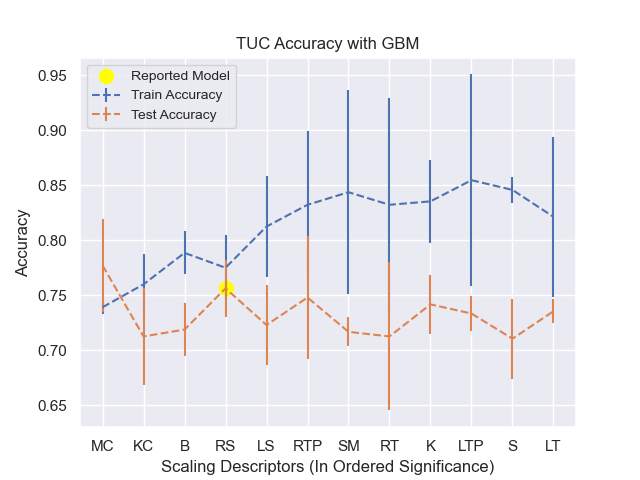 TUC Accuracy with GBM
Reported Model
Train Accuracy
Test Accuracy
0.95
0.90
0.85
0.80
0.75
0.70
0.65
Accuracy
MC KC B RS LS RTP SM RT K LTP S LT
Scaling Descriptors (In Ordered Significance)